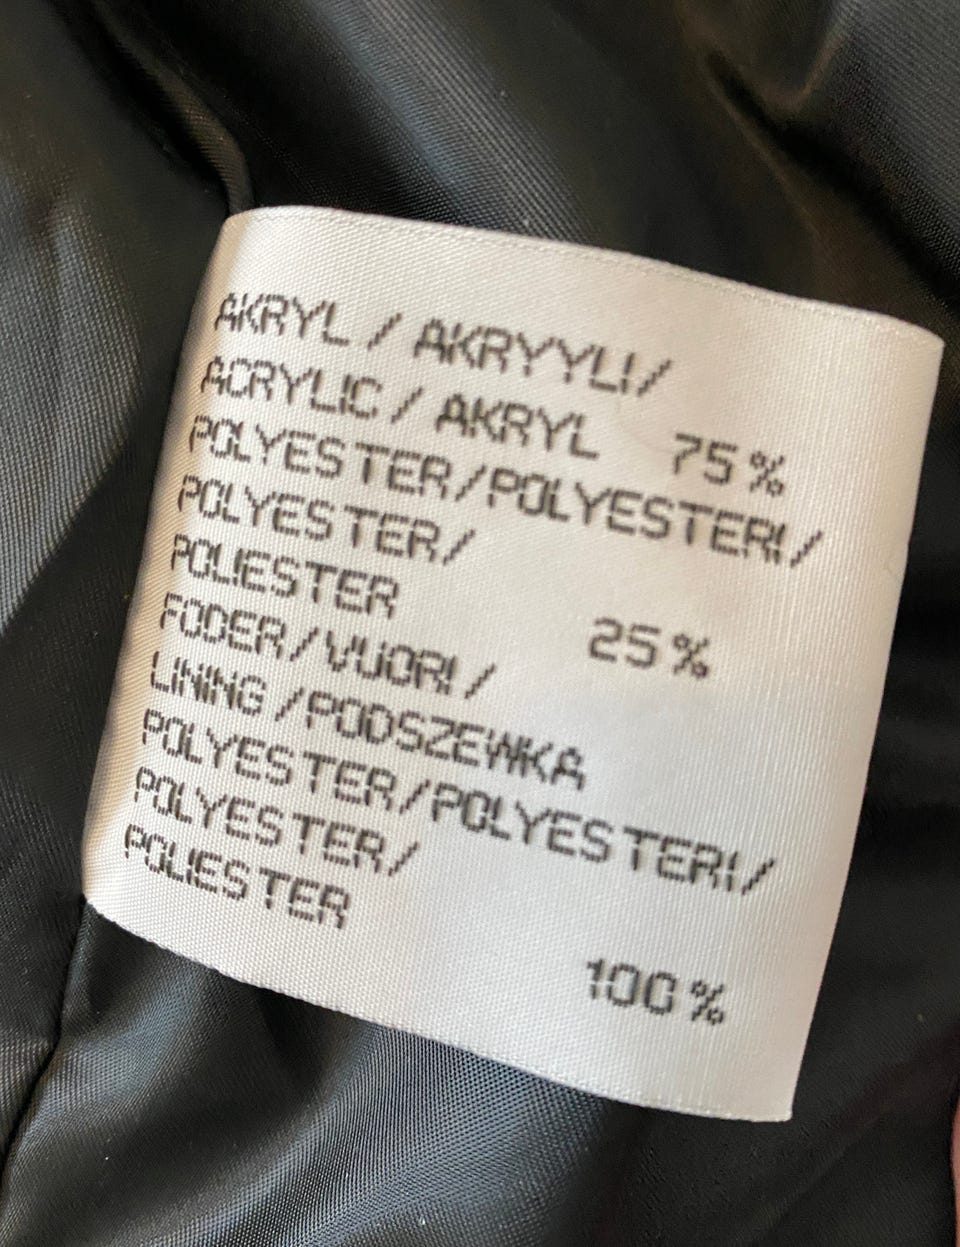 AKRYL / AKRYYLI/
ACRYLIC / AKRYL 75%
POLYESTER/POLYESTERI/
POLYESTER/
POLIESTER 25%
FODER/VUORI /
LINING /PODSZEWKA
POLYESTER/POLYESTERI/
POLYESTER/
POLIESTER
100%